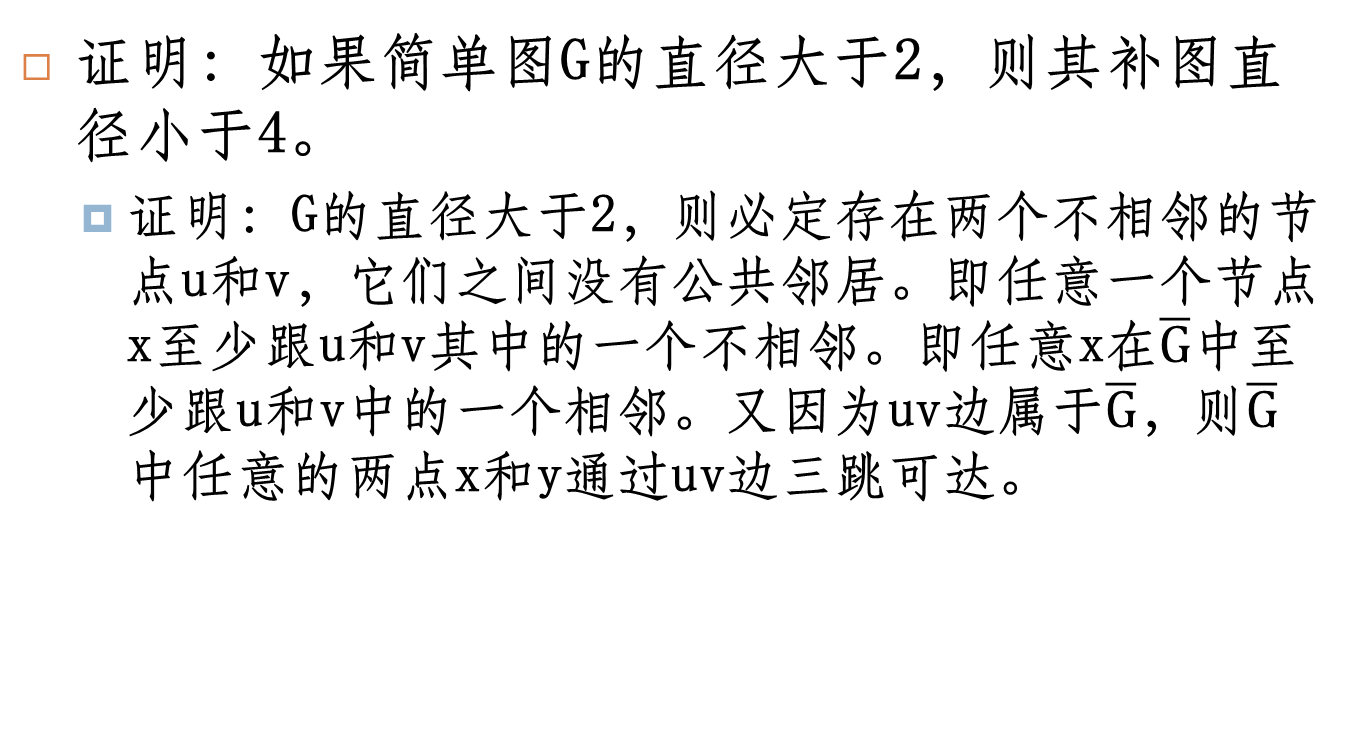 证明：如果简单图G的直径大于2，则其补图直
径小于4。
证明：G的直径大于2，则必定存在两个不相邻的节
点u和v，它们之间没有公共邻居。即任意一个节点
x至少跟u和v其中的一个不相邻。即任意x在G̅中至
少跟u和v中的一个相邻。又因为uv边属于G̅，则G̅
中任意的两点x和y通过uv边三跳可达。